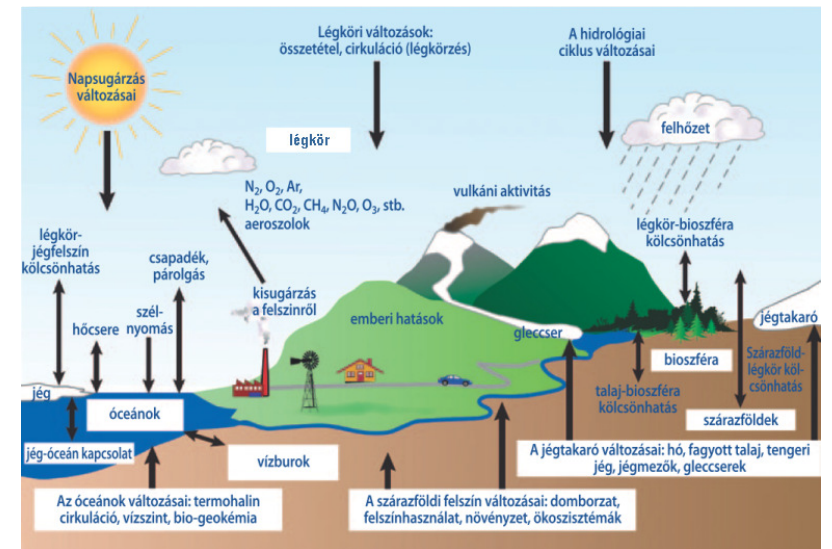 Légköri változások:
összetétel, cirkuláció (légkörzés)
A hidrológiai
ciklus változásai
Napsugárzás
változásai
felhőzet
légkör
N₂, O₂, Ar,
H₂O, CO₂, CH₄, N₂O, O₃, stb.
aeroszolok
vulkáni aktivitás
légkör-
jégfelszín
kölcsönhatás
csapadék,
párolgás
légkör-bioszféra
kölcsönhatás
kisugárzás
a felszinről
hőcsere
szél-
nyomás
emberi hatások
gleccser
jégtakaró
bioszféra
Szárazföld-
légkör köl-
csönhatás
jég
óceánok
talaj-bioszféra
kölcsönhatás
szárazföldek
jég-óceán kapcsolat
vízburok
A jégtakaró változásai: hó, fagyott talaj, tengeri
jég, jégmezők, gleccserek
Az óceánok változásai: termohalin
cirkuláció, vízszint, bio-geokémia
A szárazföldi felszín változásai: domborzat,
felszínhasználat, növényzet, ökoszisztémák